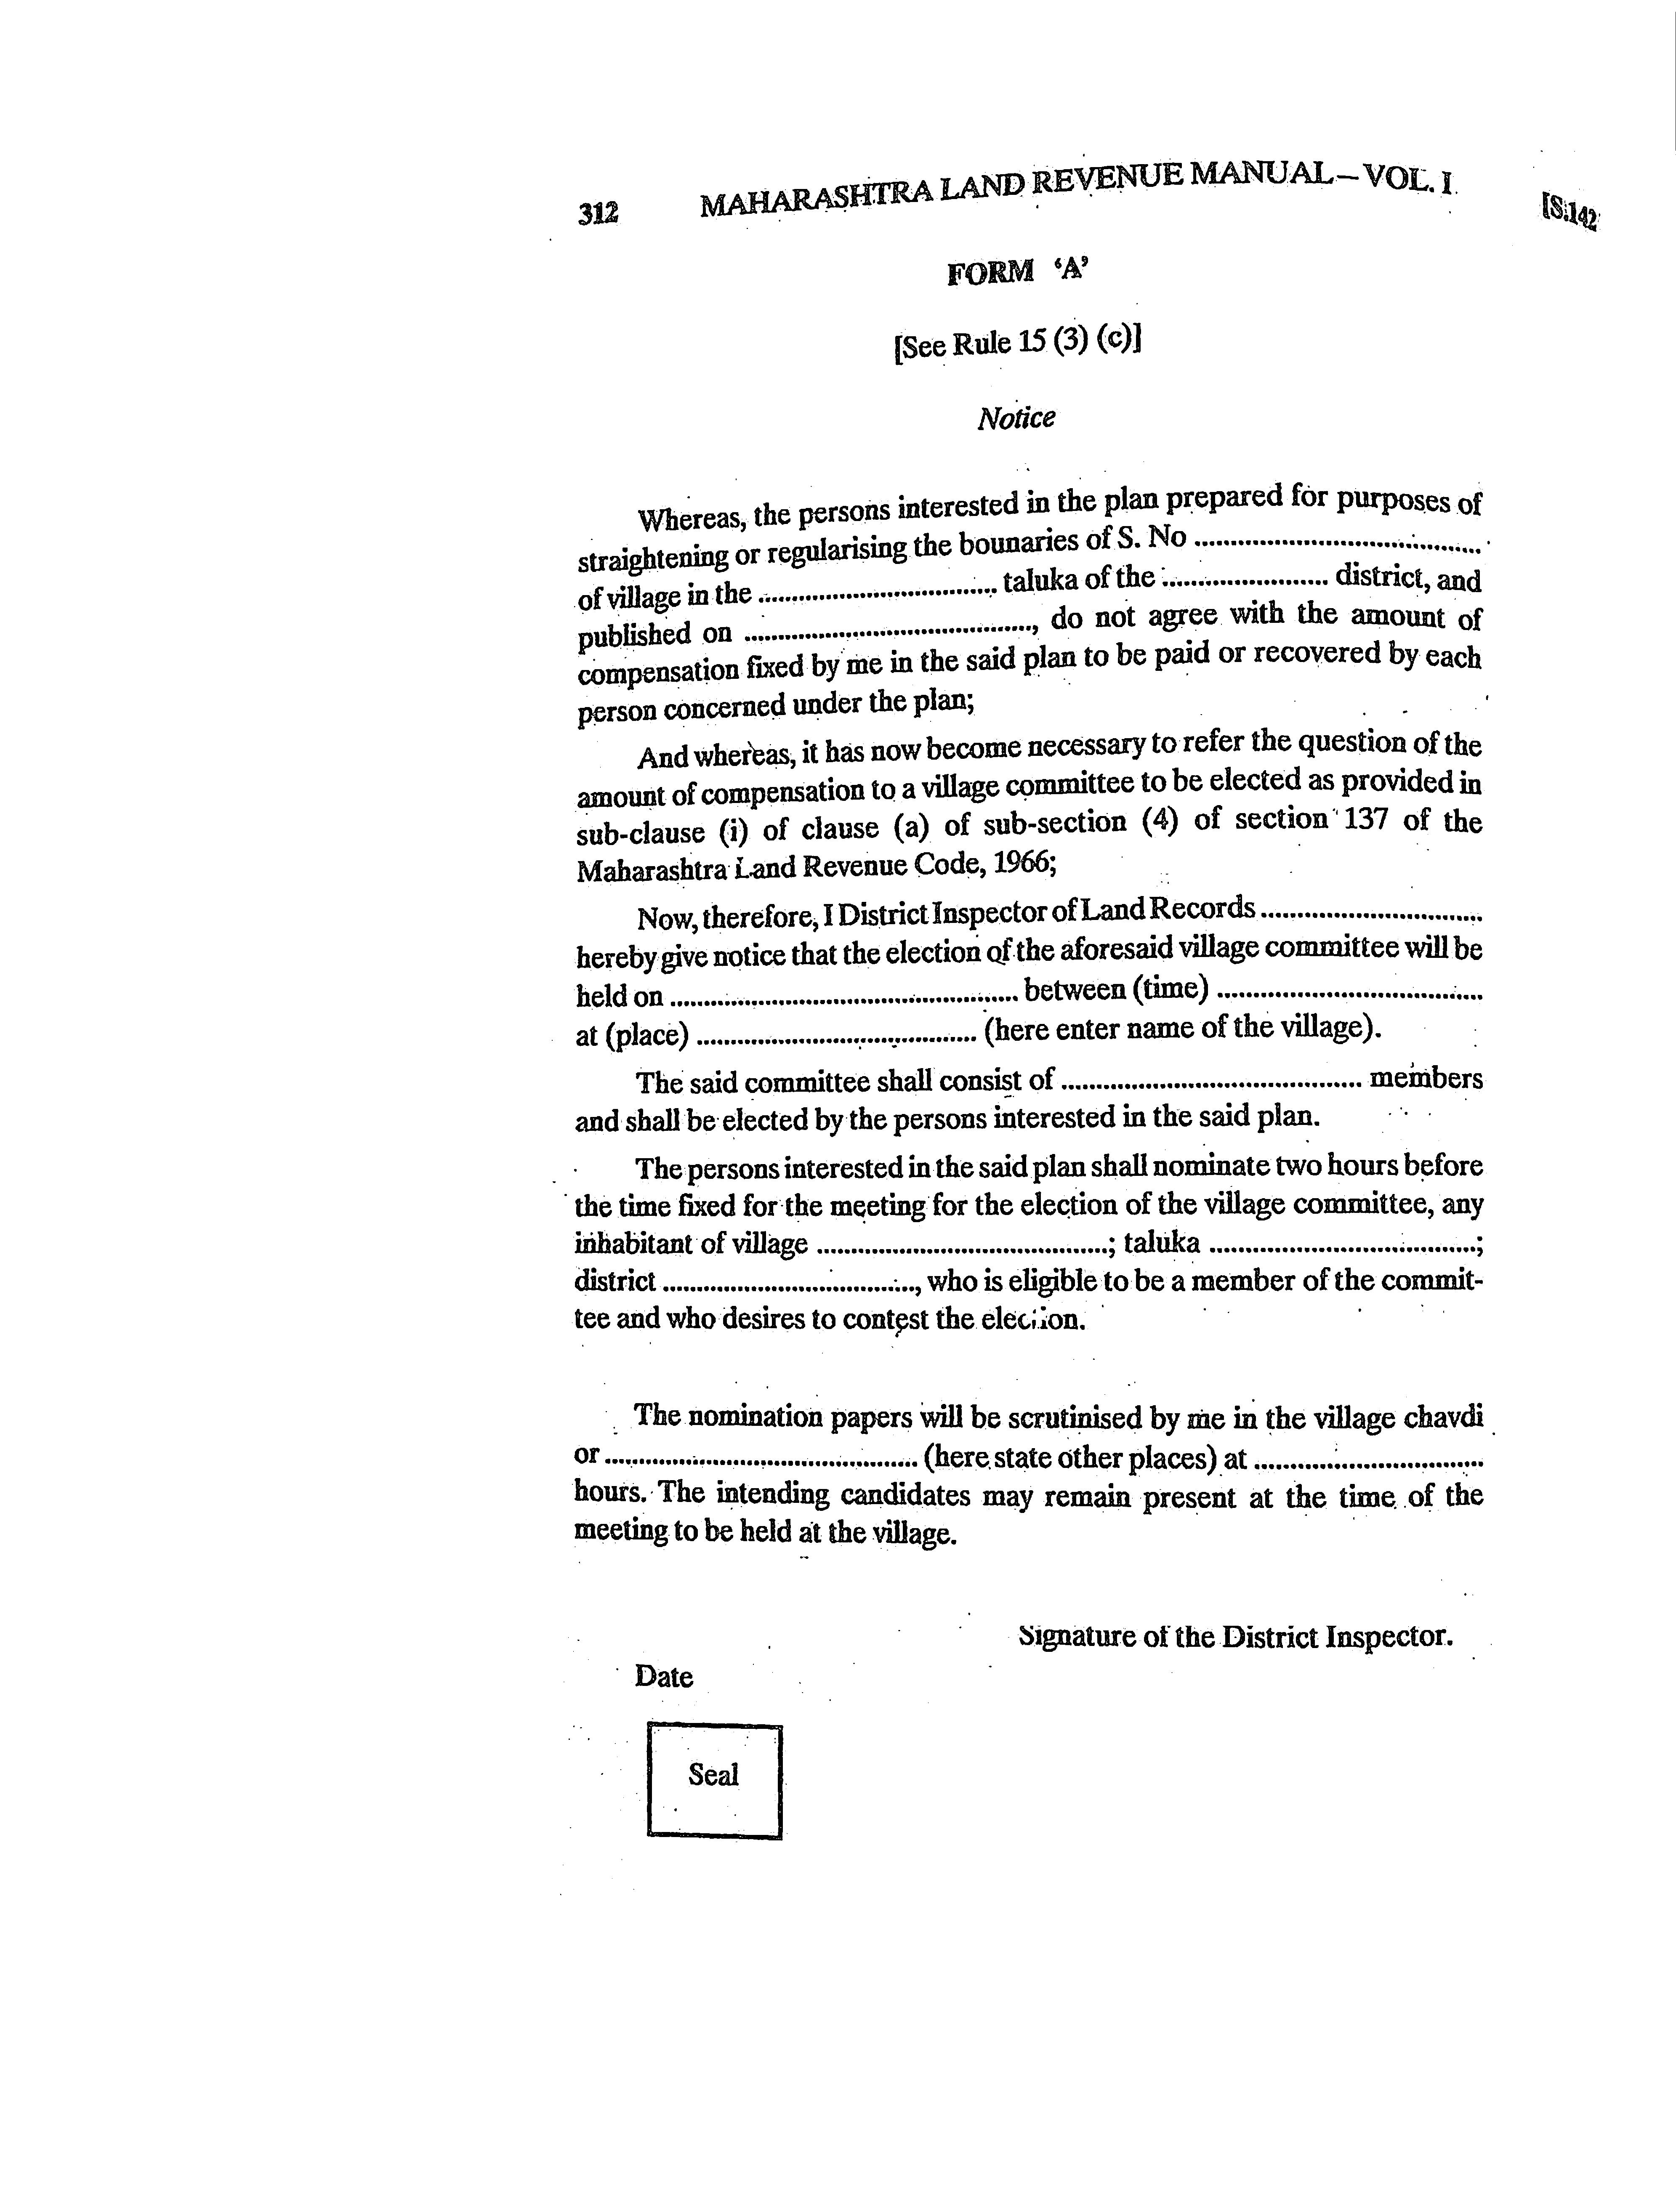 312 MAHARASHTRA LAND REVENUE MANUAL – VOL. I [S.142
FORM ‘A’
[See Rule 15 (3) (c)]
Notice
Whereas, the persons interested in the plan prepared for purposes of
straightening or regularising the bounaries of S. No ........................................
of village in the .................................. taluka of the ........................ district, and
published on ........................................., do not agree with the amount of
compensation fixed by me in the said plan to be paid or recovered by each
person concerned under the plan;
And whereas, it has now become necessary to refer the question of the
amount of compensation to a village committee to be elected as provided in
sub-clause (i) of clause (a) of sub-section (4) of section 137 of the
Maharashtra Land Revenue Code, 1966;
Now, therefore, I District Inspector of Land Records ................................
hereby give notice that the election of the aforesaid village committee will be
held on .................................................. between (time) ......................................
at (place) ........................................ (here enter name of the village).
The said committee shall consist of ........................................... members
and shall be elected by the persons interested in the said plan.
The persons interested in the said plan shall nominate two hours before
the time fixed for the meeting for the election of the village committee, any
inhabitant of village .........................................; taluka ......................................;
district ...................................., who is eligible to be a member of the commit-
tee and who desires to contest the election.
The nomination papers will be scrutinised by me in the village chavdi
or ............................................. (here state other places) at .................................
hours. The intending candidates may remain present at the time of the
meeting to be held at the village.
Signature of the District Inspector.
Date
Seal